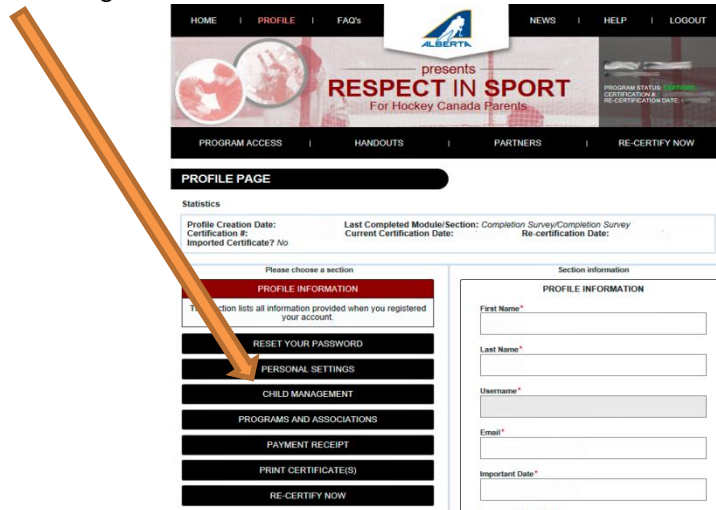 HOME | PROFILE | FAQ's NEWS | HELP | LOGOUT
ALBERTA
presents
RESPECT IN SPORT
For Hockey Canada Parents
PROGRAM STATUS: CERTIFIED
CERTIFICATION #:
RE-CERTIFICATION DATE:
PROGRAM ACCESS | HANDOUTS | PARTNERS | RE-CERTIFY NOW
PROFILE PAGE
Statistics
Profile Creation Date: Last Completed Module/Section: Completion Survey/Completion Survey
Certification #: Current Certification Date: Re-certification Date:
Imported Certificate? No
Please choose a section
PROFILE INFORMATION
section lists all information provided when you registered
your account.
RESET YOUR PASSWORD
PERSONAL SETTINGS
CHILD MANAGEMENT
PROGRAMS AND ASSOCIATIONS
PAYMENT RECEIPT
PRINT CERTIFICATE(S)
RE-CERTIFY NOW
Section information
PROFILE INFORMATION
First Name*
Last Name*
Username*
Email*
Important Date*